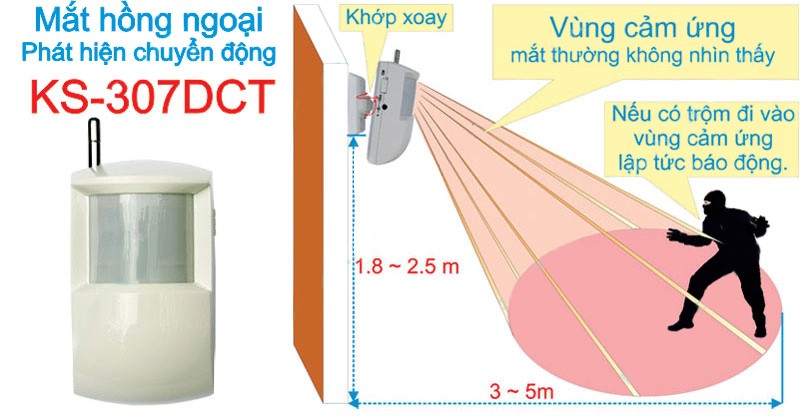 Mắt hồng ngoại
Phát hiện chuyển động
KS-307DCT
Khớp xoay
Vùng cảm ứng
mắt thường không nhìn thấy
Nếu có trộm đi vào
vùng cảm ứng
lập tức báo động.
1.8 ~ 2.5 m
3 ~ 5m